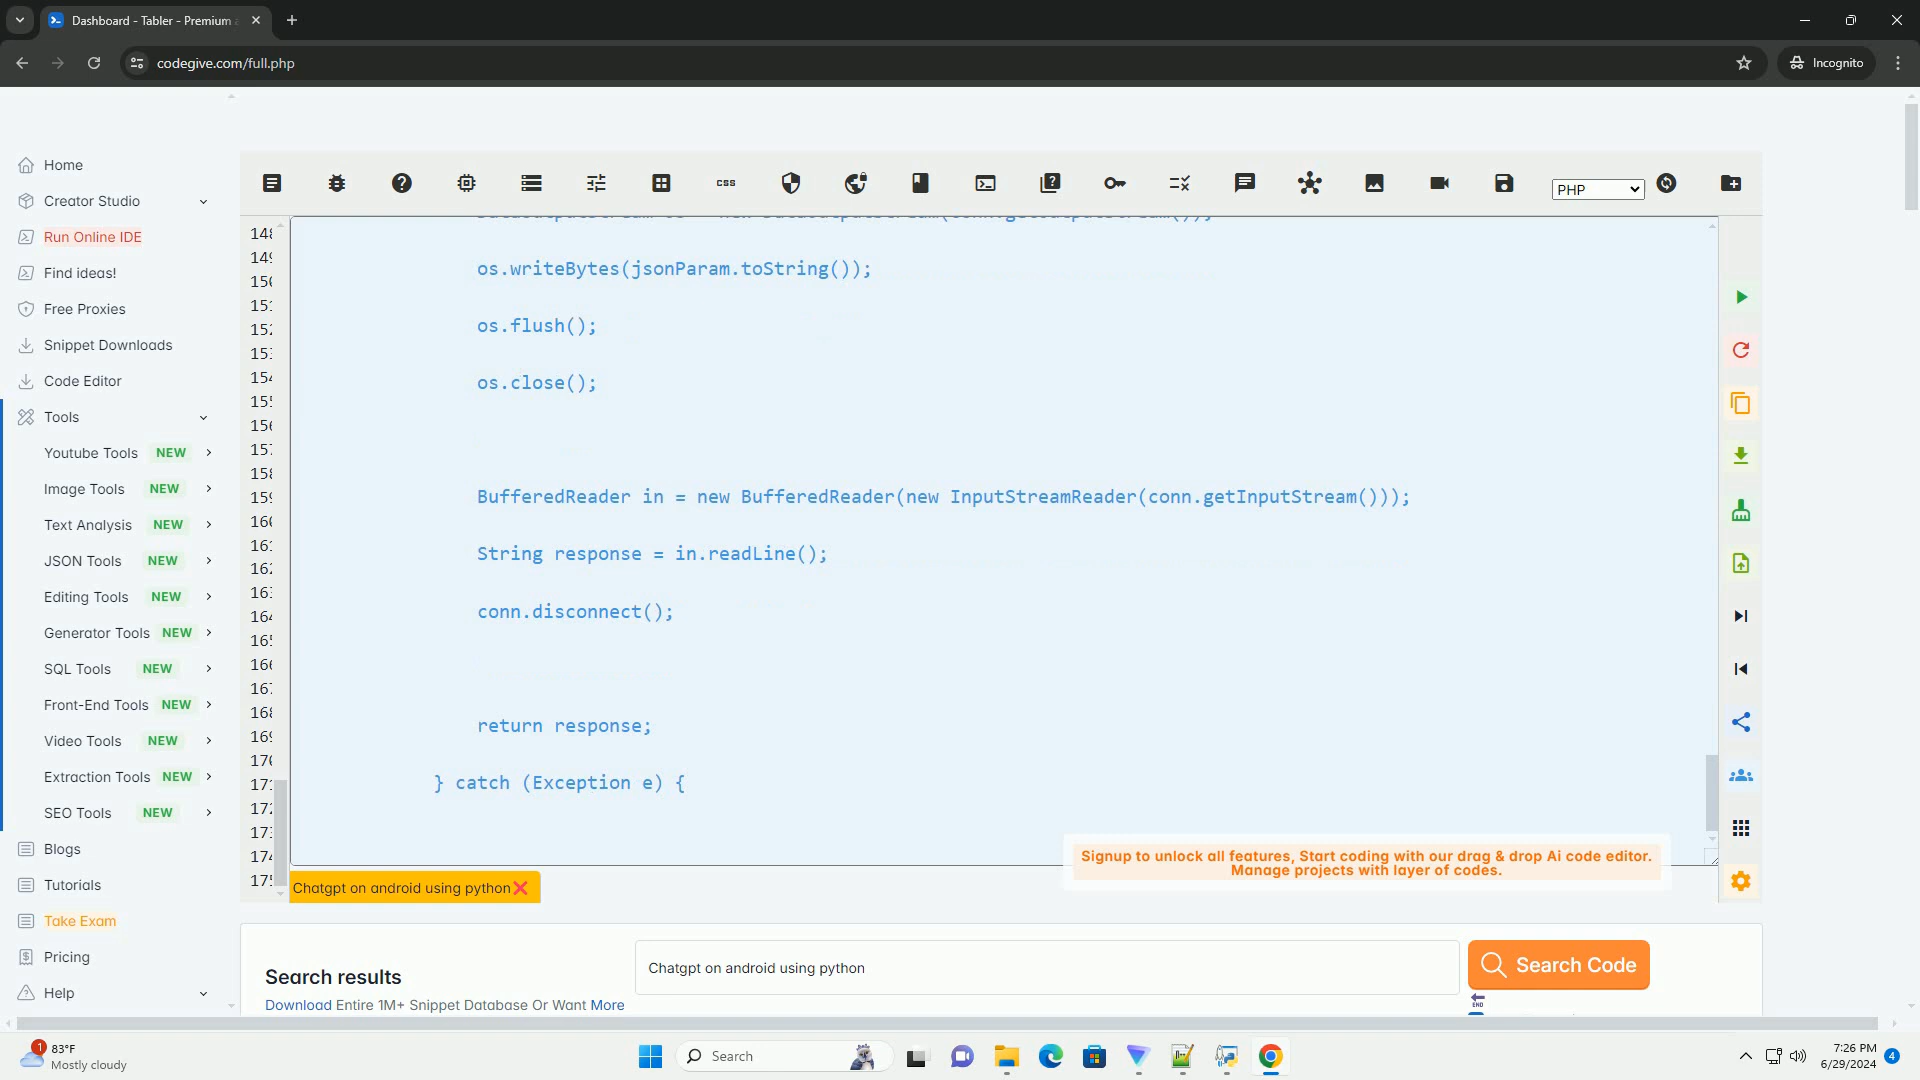 Dashboard - Tabler - Premium
codegive.com/full.php
Incognito
Home
Creator Studio
Run Online IDE
Find ideas!
Free Proxies
Snippet Downloads
Code Editor
Tools
Youtube Tools NEW
Image Tools NEW
Text Analysis NEW
JSON Tools NEW
Editing Tools NEW
Generator Tools NEW
SQL Tools NEW
Front-End Tools NEW
Video Tools NEW
Extraction Tools NEW
SEO Tools NEW
Blogs
Tutorials
Take Exam
Pricing
Help
css
PHP
os.writeBytes(jsonParam.toString());
os.flush();
os.close();
BufferedReader in = new BufferedReader(new InputStreamReader(conn.getInputStream()));
String response = in.readLine();
conn.disconnect();
return response;
} catch (Exception e) {
Signup to unlock all features, Start coding with our drag & drop Ai code editor.
Manage projects with layer of codes.
Chatgpt on android using python
Search results
Download Entire 1M+ Snippet Database Or Want More
Chatgpt on android using python
Search Code
END
1
83°F
Mostly cloudy
Search
7:26 PM
6/29/2024
4